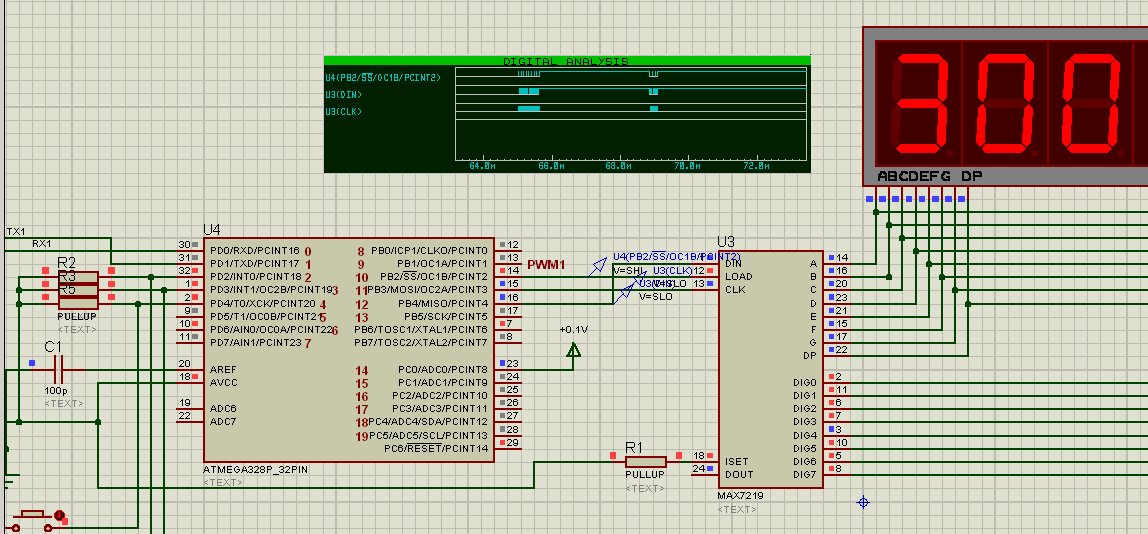 DIGITAL ANALYSIS
U4(PB2/SS/OC1B/PCINT2)
U3(DIN)
U3(CLK)
64.0m 66.0m 68.0m 70.0m 72.0m
300
ABCDEFG DP
TX1
RX1
R2
R3
R5
PULLUP
<TEXT>
C1
100p
<TEXT>
U4
30 PD0/RXD/PCINT16 0
31 PD1/TXD/PCINT17 1
32 PD2/INT0/PCINT18 2
1 PD3/INT1/OC2B/PCINT19 3
2 PD4/T0/XCK/PCINT20 4
9 PD5/T1/OC0B/PCINT21 5
10 PD6/AIN0/OC0A/PCINT22 6
11 PD7/AIN1/PCINT23 7
20 AREF
18 AVCC
19 ADC6
22 ADC7
8 PB0/ICP1/CLKO/PCINT0 12
9 PB1/OC1A/PCINT1 13
10 PB2/SS/OC1B/PCINT2 14
11 PB3/MOSI/OC2A/PCINT3 15
12 PB4/MISO/PCINT4 16
13 PB5/SCK/PCINT5 17
PB6/TOSC1/XTAL1/PCINT6 7
PB7/TOSC2/XTAL2/PCINT7 8
14 PC0/ADC0/PCINT8 23
15 PC1/ADC1/PCINT9 24
16 PC2/ADC2/PCINT10 25
17 PC3/ADC3/PCINT11 26
18 PC4/ADC4/SDA/PCINT12 27
19 PC5/ADC5/SCL/PCINT13 28
PC6/RESET/PCINT14 29
ATMEGA328P_32PIN
<TEXT>
PWM1
U4(PB2/SS/OC1B/PCINT2)
V=SHI
U3(CLK)
V=SLO
+0.1V
R1
PULLUP
<TEXT>
U3
DIN
12 LOAD
13 CLK
18 ISET
24 DOUT
A 14
B 16
C 20
D 23
E 21
F 15
G 17
DP 22
DIG0 2
DIG1 11
DIG2 6
DIG3 7
DIG4 3
DIG5 10
DIG6 5
DIG7 8
MAX7219
<TEXT>